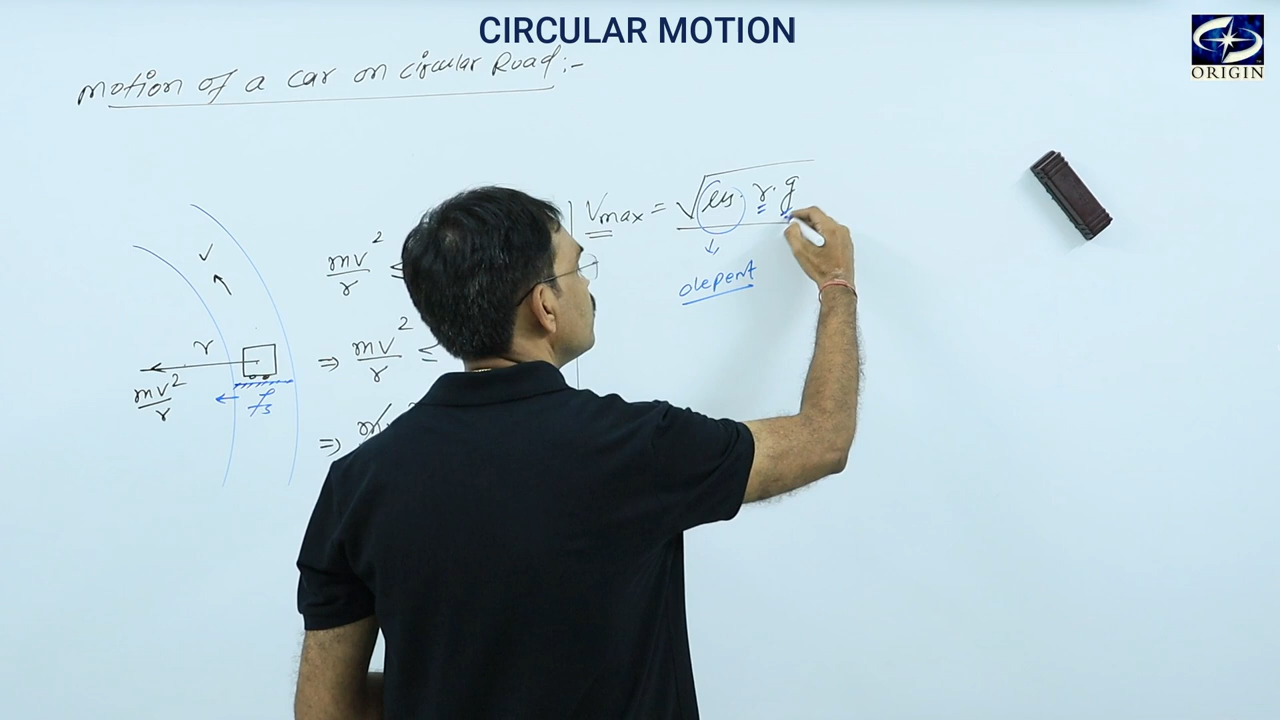 CIRCULAR MOTION
ORIGIN
motion of a car on circular Road :-
v
r
mv²/r
fs
mv²/r ≤
⇒ mv²/r ≤
⇒
Vmax = √(μs . r . g)
↓
depent